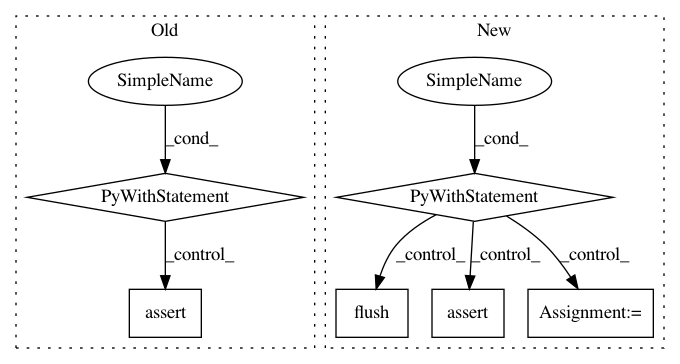 Old
New
SimpleName
SimpleName
_cond_
_cond_
PyWithStatement
PyWithStatement
_control_
_control_
_control_
_control_
assert
flush
assert
Assignment:=